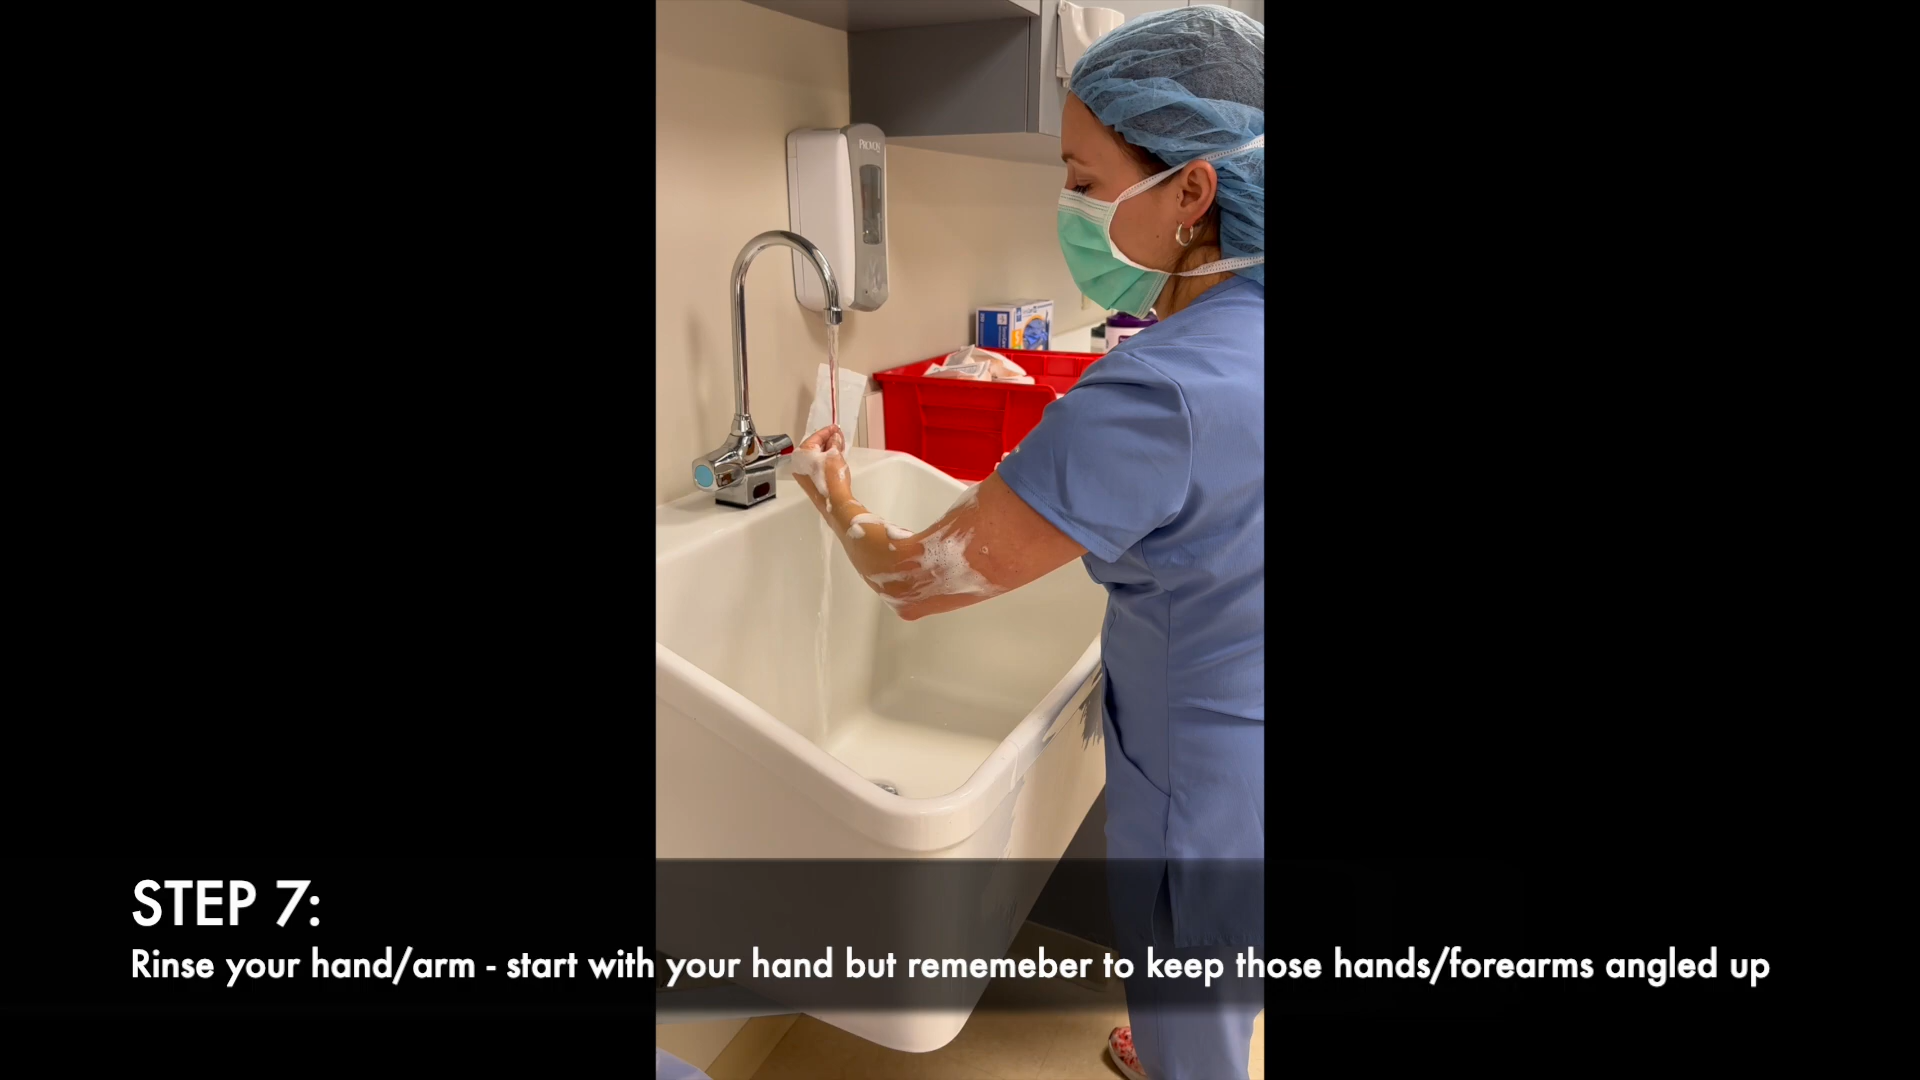 PROVON
STEP 7:
Rinse your hand/arm - start with your hand but rememeber to keep those hands/forearms angled up